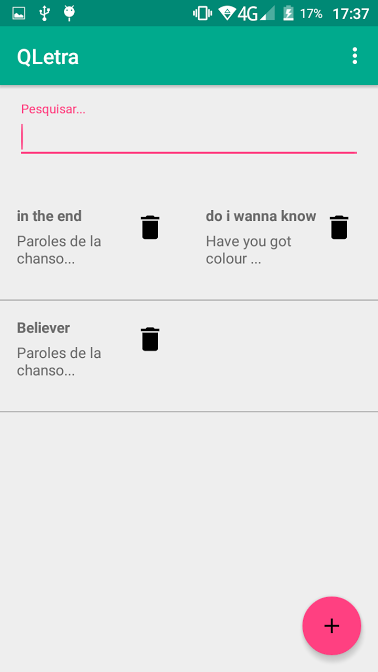 4G 17% 17:37
QLetra
Pesquisar...
in the end
Paroles de la
chanso...
do i wanna know
Have you got
colour ...
Believer
Paroles de la
chanso...